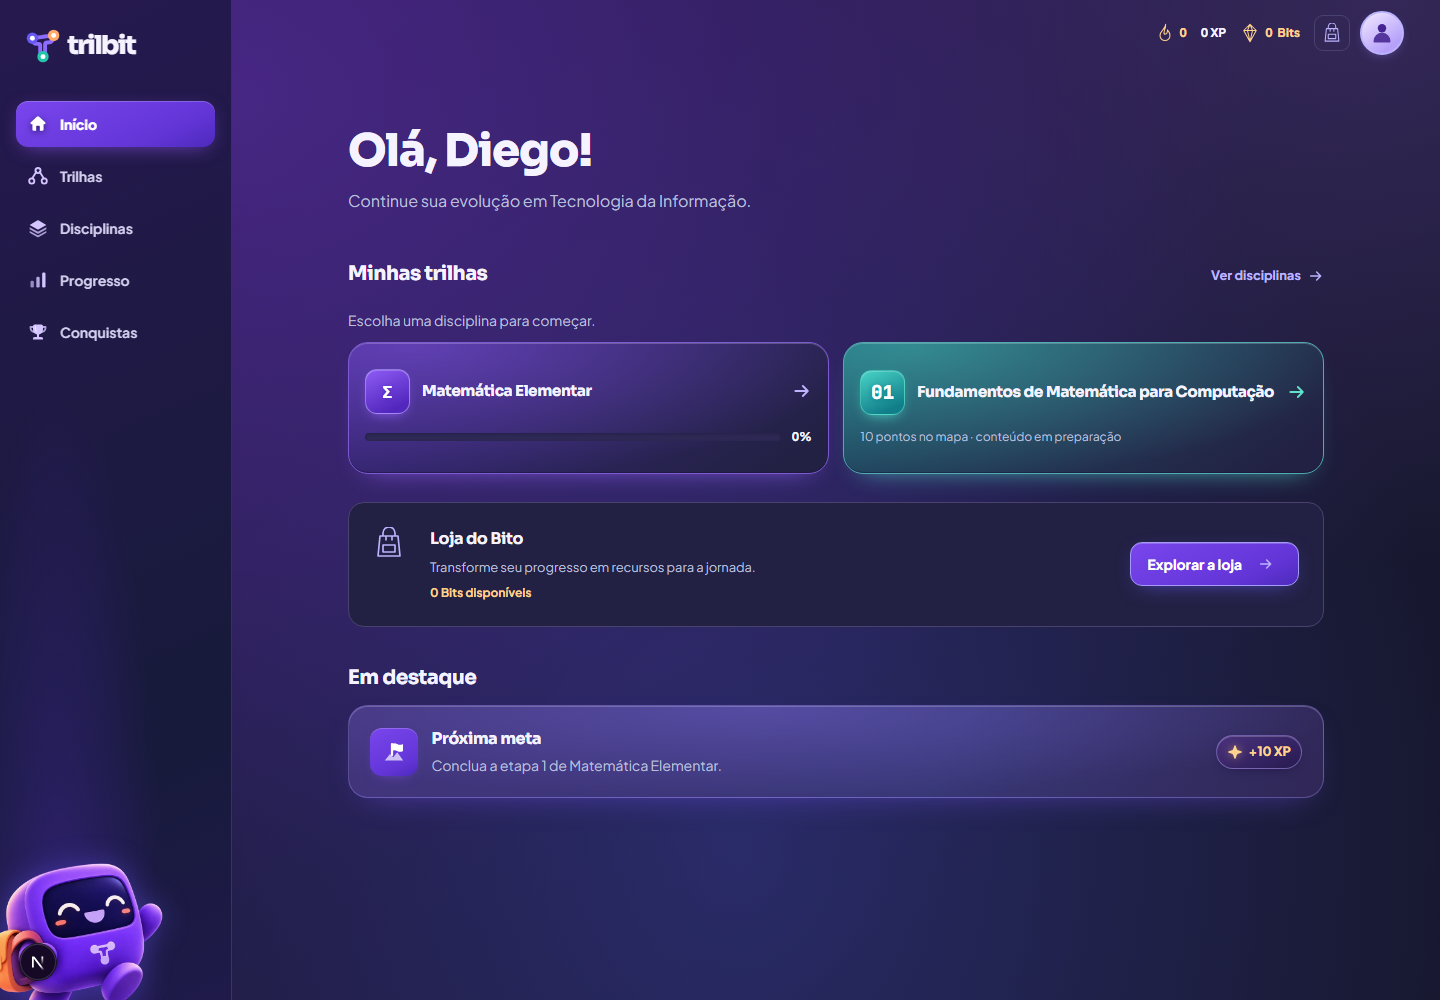 trilbit
0
0 XP
0 Bits
Início
Trilhas
Disciplinas
Progresso
Conquistas
Olá, Diego!
Continue sua evolução em Tecnologia da Informação.
Minhas trilhas
Ver disciplinas →
Escolha uma disciplina para começar.
Σ Matemática Elementar →
0%
01 Fundamentos de Matemática para Computação →
10 pontos no mapa · conteúdo em preparação
Loja do Bito
Transforme seu progresso em recursos para a jornada.
0 Bits disponíveis
Explorar a loja →
Em destaque
Próxima meta
Conclua a etapa 1 de Matemática Elementar.
+10 XP
N